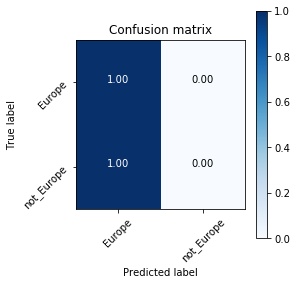 Confusion matrix
1.0
0.8
0.6
0.4
0.2
0.0
True label
Europe
1.00 0.00
not_Europe
1.00 0.00
Europe
not_Europe
Predicted label